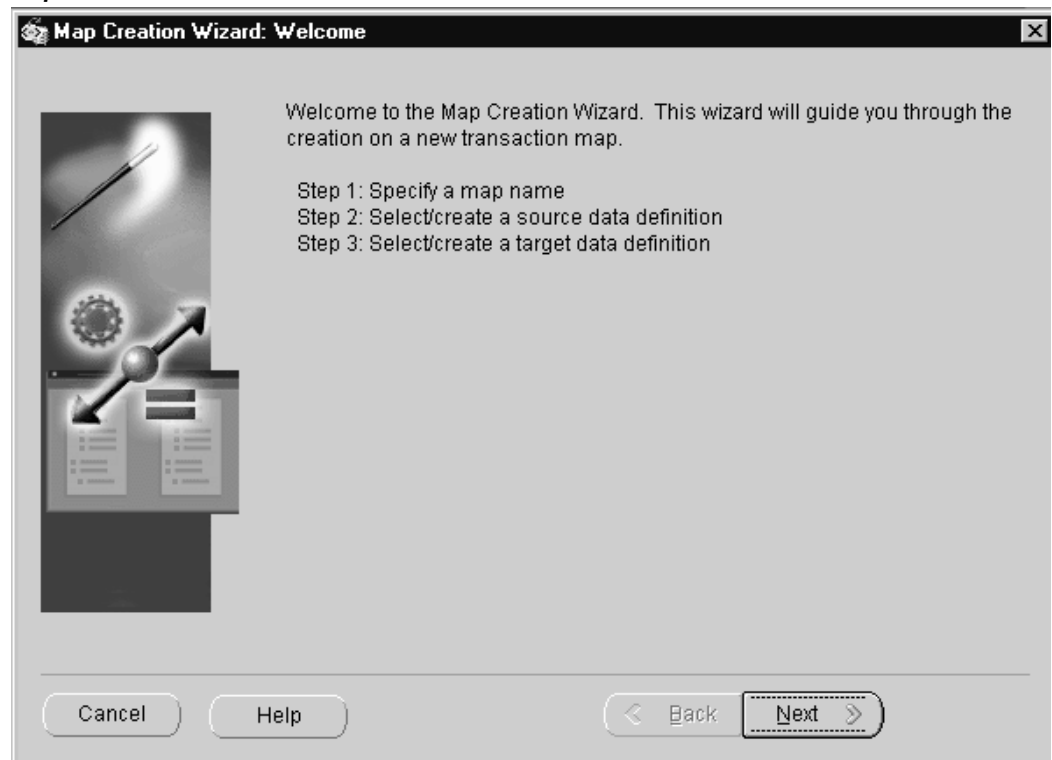 Map Creation Wizard: Welcome
Welcome to the Map Creation Wizard. This wizard will guide you through the
creation on a new transaction map.
Step 1: Specify a map name
Step 2: Select/create a source data definition
Step 3: Select/create a target data definition
Cancel
Help
Back
Next